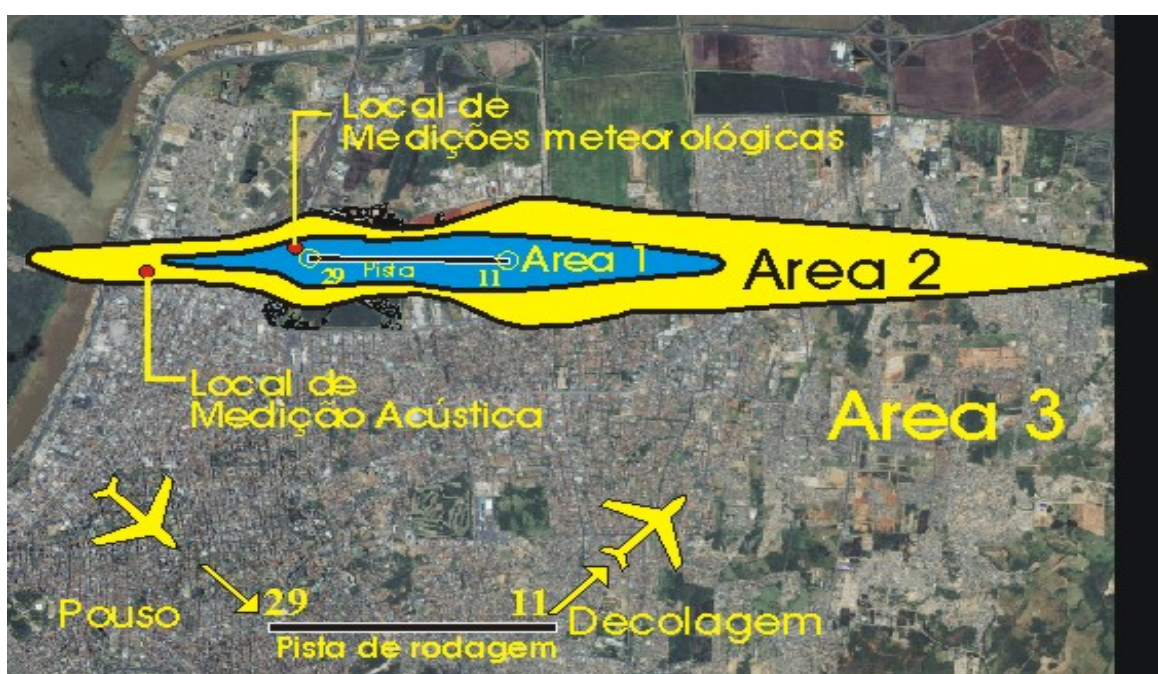 Local de
Medições meteorológicas
Area 1
Pista
29
11
Area 2
Local de
Medição Acústica
Area 3
Pouso
29
11
Decolagem
Pista de rodagem